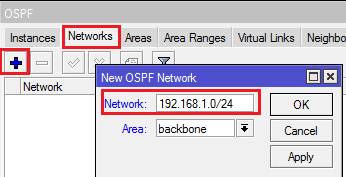 OSPF
Instances Networks Areas Area Ranges Virtual Links Neighbo
Network
New OSPF Network
Network: 192.168.1.0/24 OK
Area: backbone Cancel
Apply